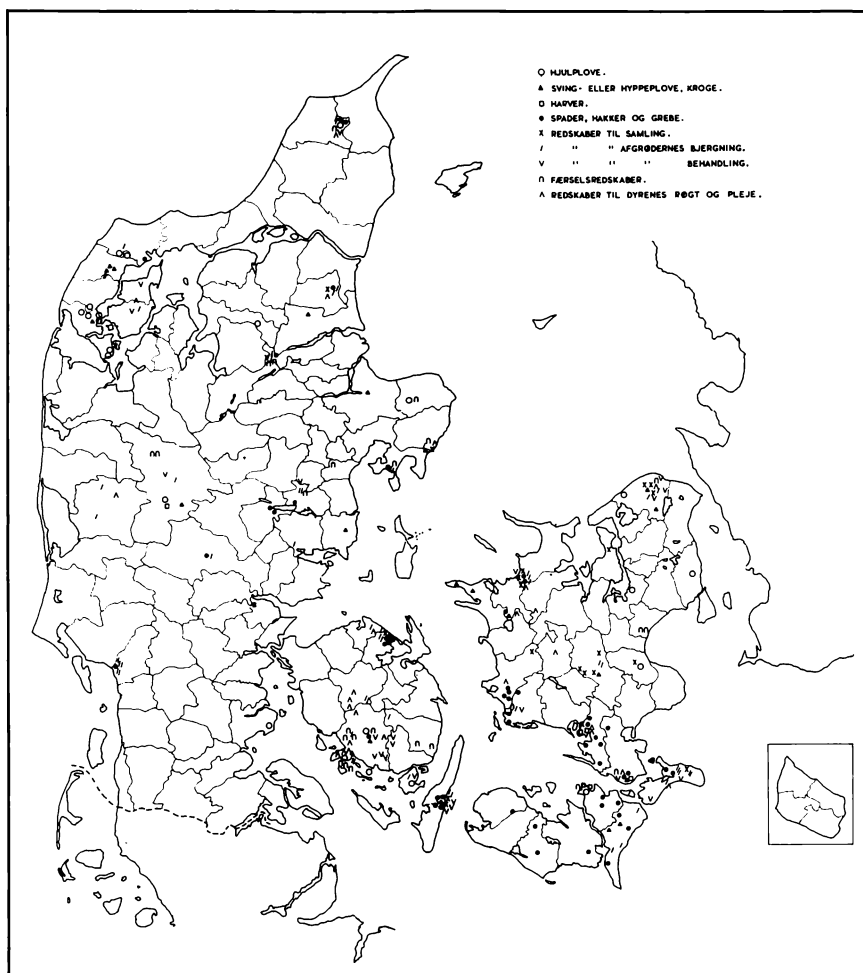 O HJULPLOVE.
▲ SVING- ELLER HYPPEPLOVE, KROGE.
□ HARVER.
● SPADER, HAKKER OG GREBE.
X REDSKABER TIL SAMLING.
/ " " AFGRØDERNES BJERGNING.
V " " " BEHANDLING.
∩ FÆRSELSREDSKABER.
∧ REDSKABER TIL DYRENES RØGT OG PLEJE.